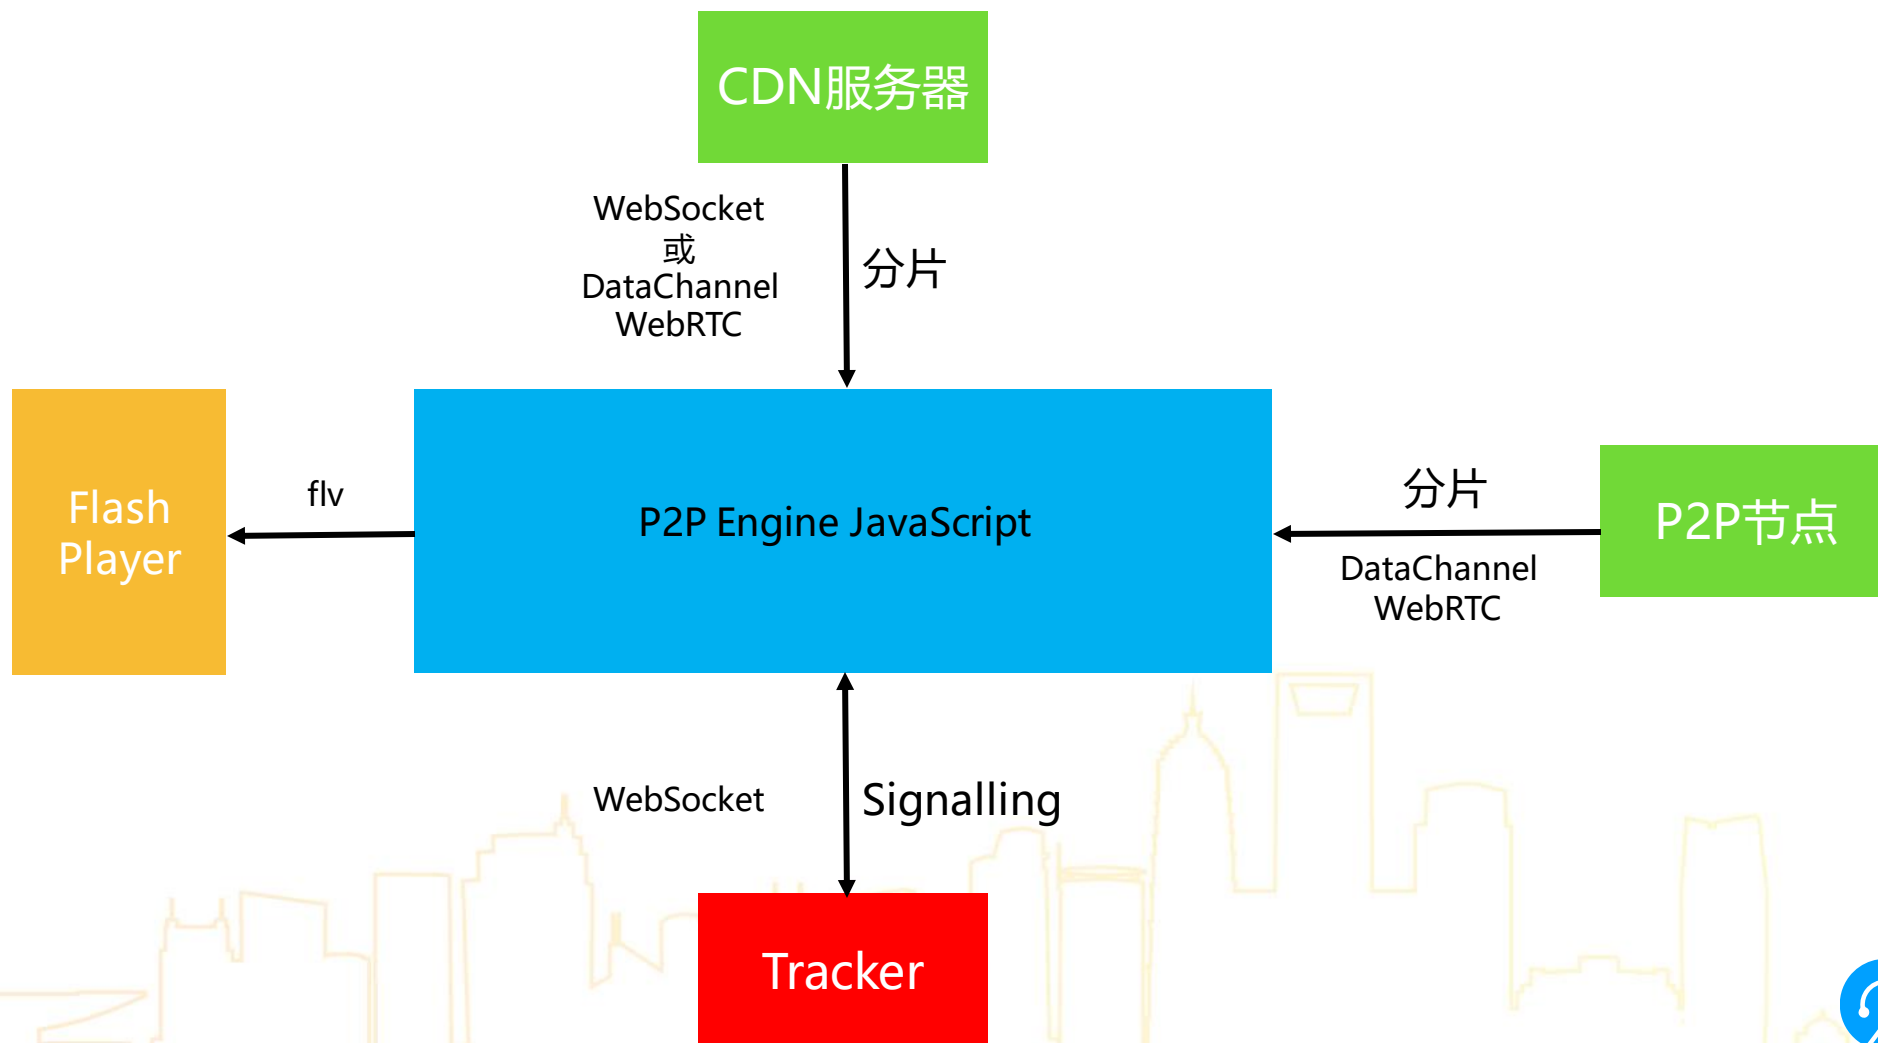 CDN服务器
WebSocket
或
DataChannel
WebRTC
分片
Flash
Player
flv
P2P Engine JavaScript
分片
DataChannel
WebRTC
P2P节点
WebSocket
Signalling
Tracker